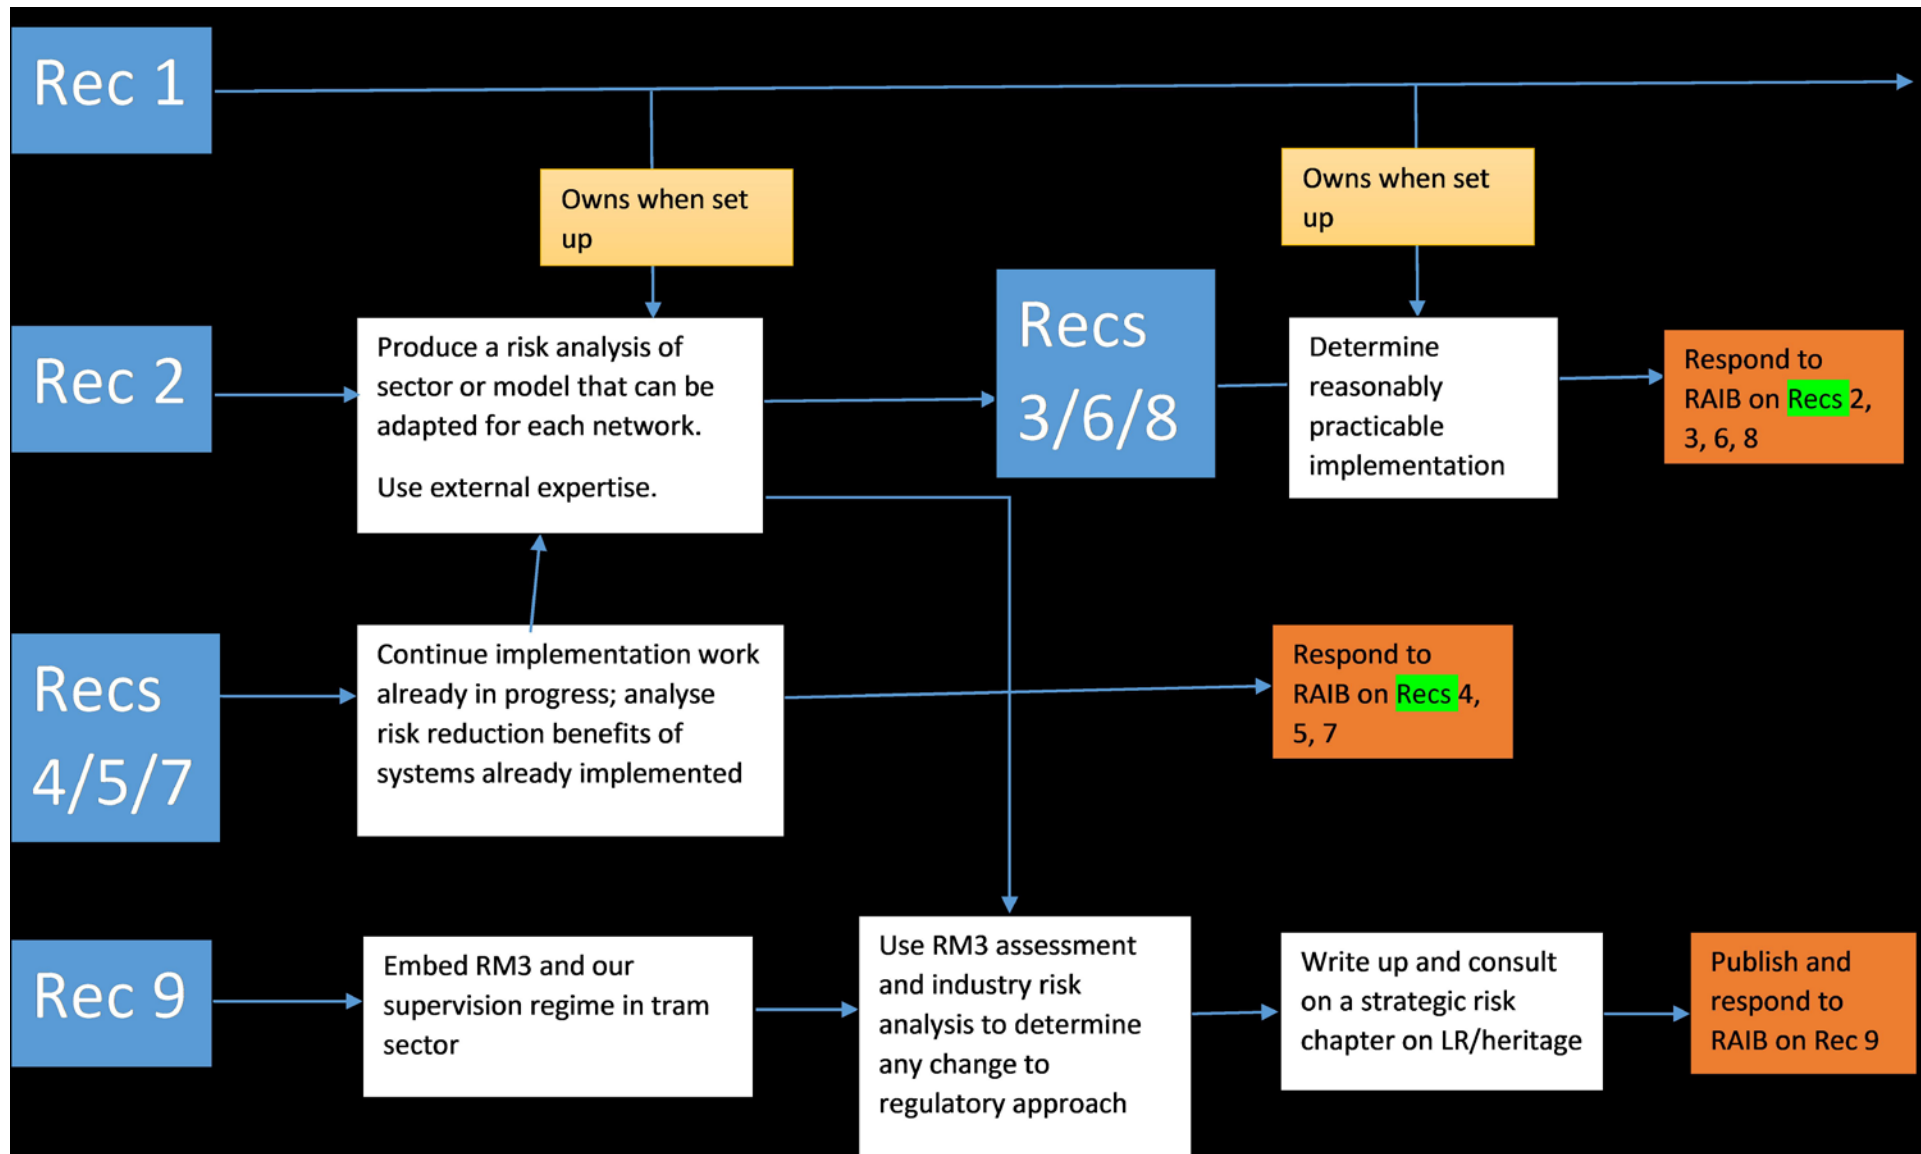 Rec 1
Owns when set
up
Owns when set
up
Rec 2
Produce a risk analysis of
sector or model that can be
adapted for each network.
Use external expertise.
Recs
3/6/8
Determine
reasonably
practicable
implementation
Respond to
RAIB on Recs 2,
3, 6, 8
Recs
4/5/7
Continue implementation work
already in progress; analyse
risk reduction benefits of
systems already implemented
Respond to
RAIB on Recs 4,
5, 7
Rec 9
Embed RM3 and our
supervision regime in tram
sector
Use RM3 assessment
and industry risk
analysis to determine
any change to
regulatory approach
Write up and consult
on a strategic risk
chapter on LR/heritage
Publish and
respond to
RAIB on Rec 9